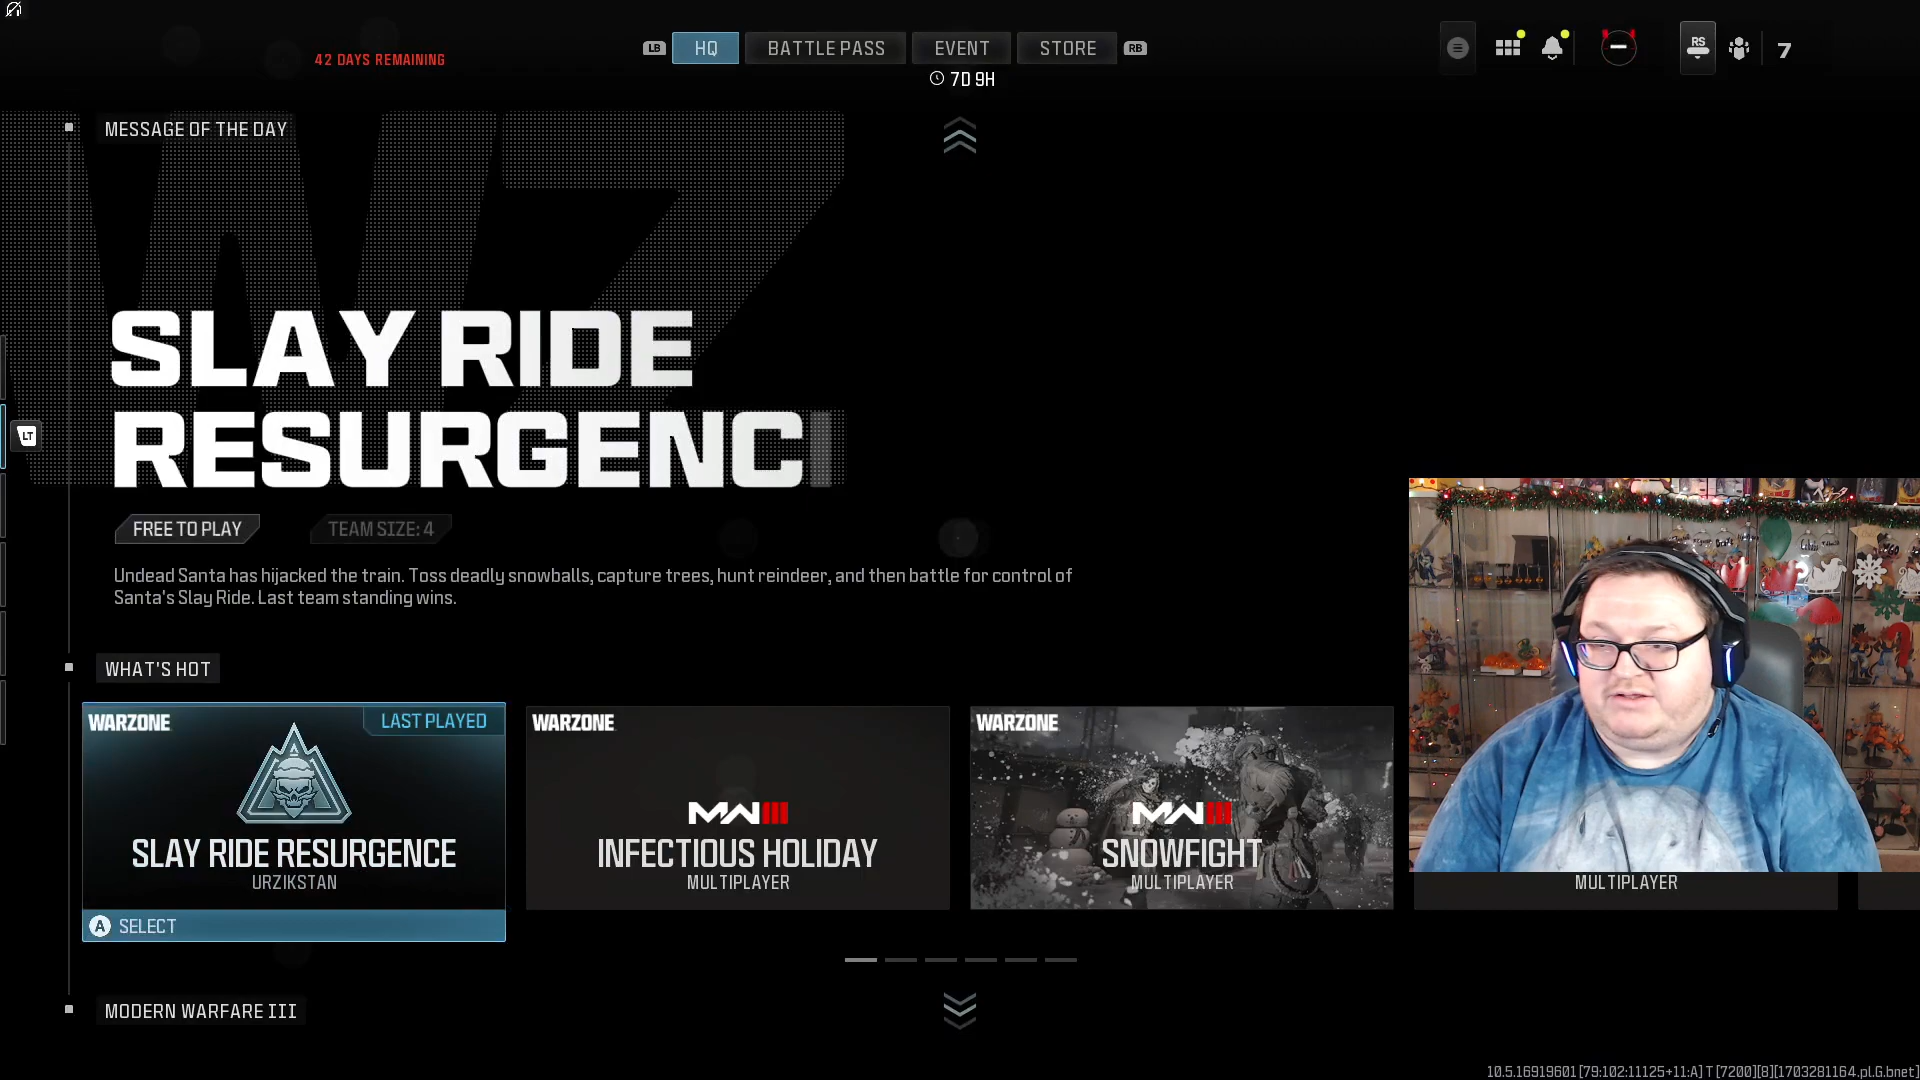 42 DAYS REMAINING
LB HQ BATTLE PASS EVENT STORE RB
7D 9H
RS
7
MESSAGE OF THE DAY
SLAY RIDE
RESURGENC
LT
FREE TO PLAY
TEAM SIZE: 4
Undead Santa has hijacked the train. Toss deadly snowballs, capture trees, hunt reindeer, and then battle for control of
Santa's Slay Ride. Last team standing wins.
WHAT'S HOT
WARZONE
LAST PLAYED
SLAY RIDE RESURGENCE
URZIKSTAN
A SELECT
WARZONE
MWIII
INFECTIOUS HOLIDAY
MULTIPLAYER
WARZONE
MWIII
SNOWFIGHT
MULTIPLAYER
MULTIPLAYER
MODERN WARFARE III
10.5.16919601[79:102:11125+11:A] T [7200][8][1703281164.pl.G.bnet]